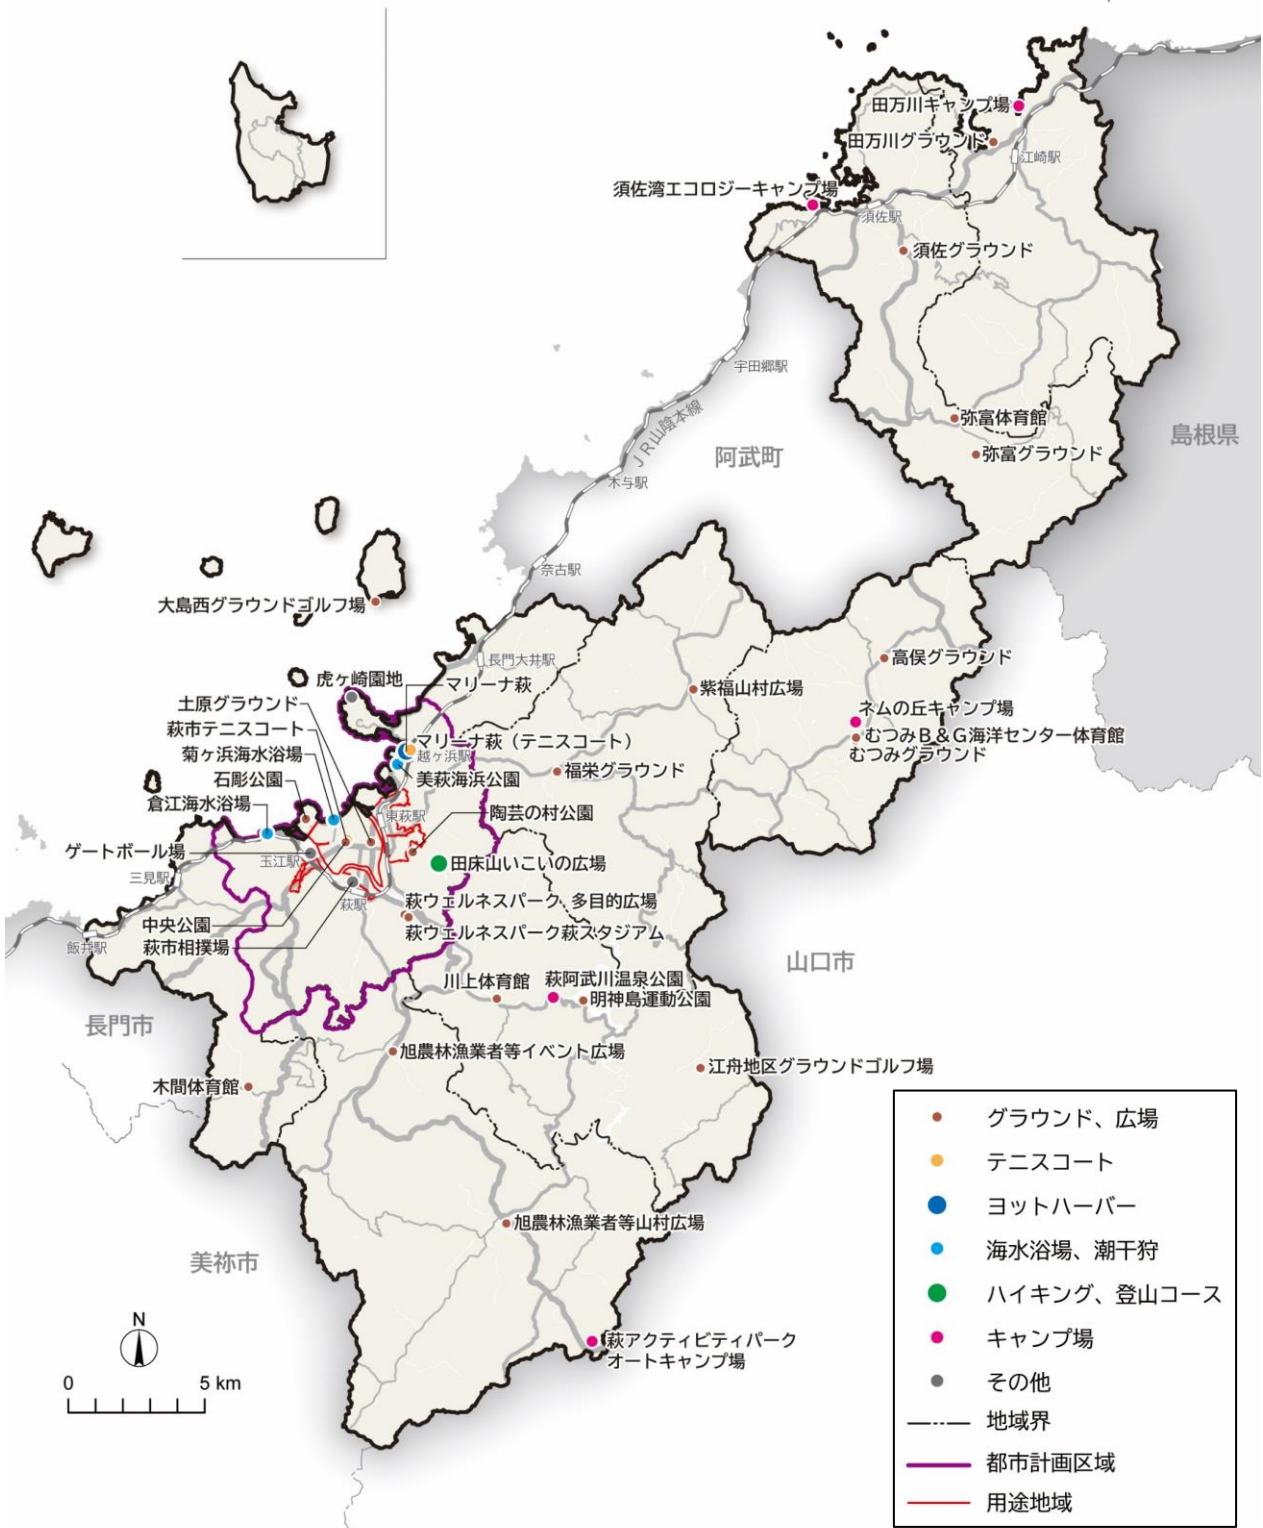 田万川キャンプ場
田万川グラウンド
江崎駅
須佐湾エコロジーキャンプ場
須佐駅
須佐グラウンド
宇田郷駅
JR山陰本線
弥富体育館
島根県
阿武町
弥富グラウンド
木与駅
奈古駅
大島西グラウンドゴルフ場
長門大井駅
高俣グラウンド
虎ヶ崎園地
マリーナ萩
紫福山村広場
土原グラウンド
ネムの丘キャンプ場
萩市テニスコート
マリーナ萩（テニスコート）
むつみB＆G海洋センター体育館
菊ヶ浜海水浴場
越ヶ浜駅
むつみグラウンド
石彫公園
美萩海浜公園
福栄グラウンド
倉江海水浴場
東萩駅
陶芸の村公園
ゲートボール場
玉江駅
田床山いこいの広場
三見駅
萩駅
萩ウェルネスパーク 多目的広場
中央公園
萩ウェルネスパーク萩スタジアム
飯井駅
萩市相撲場
山口市
川上体育館
萩阿武川温泉公園
明神島運動公園
長門市
旭農林漁業者等イベント広場
江舟地区グラウンドゴルフ場
木間体育館
旭農林漁業者等山村広場
美祢市
萩アクティビティパーク
オートキャンプ場
N
0 5 km
グラウンド、広場
テニスコート
ヨットハーバー
海水浴場、潮干狩
ハイキング、登山コース
キャンプ場
その他
地域界
都市計画区域
用途地域